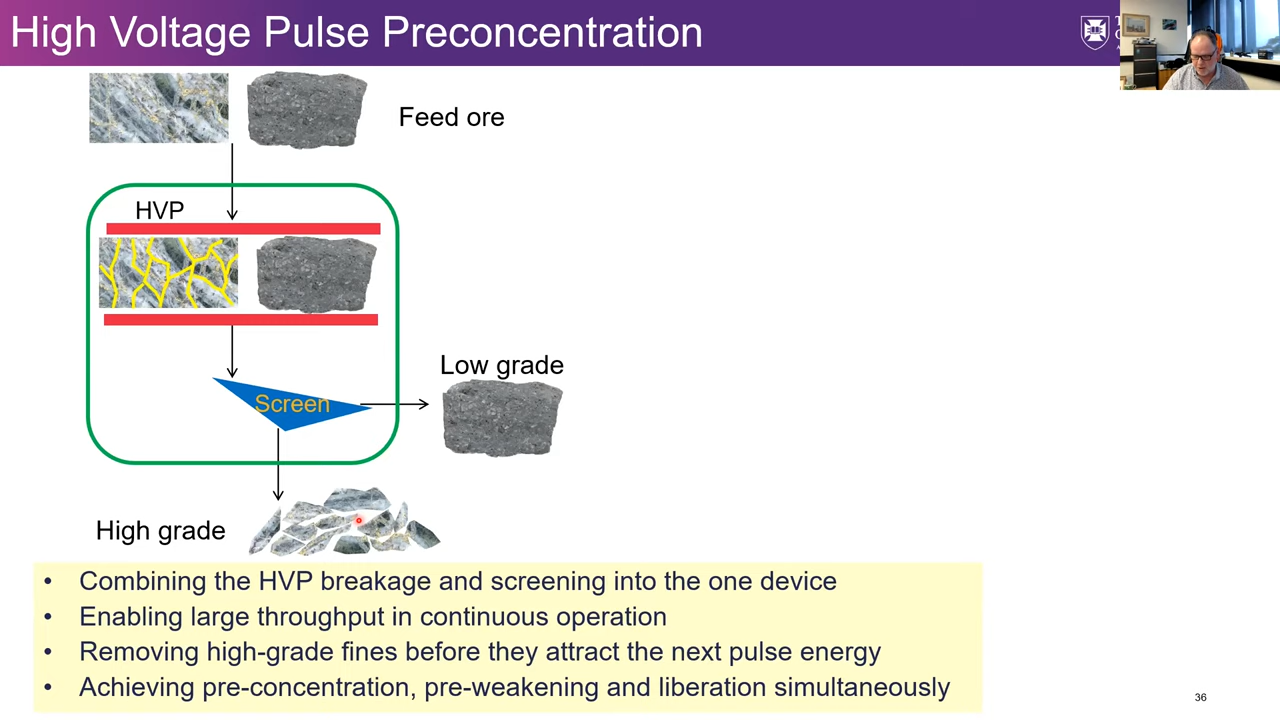 High Voltage Pulse Preconcentration
Feed ore
HVP
Screen
Low grade
High grade
• Combining the HVP breakage and screening into the one device
• Enabling large throughput in continuous operation
• Removing high-grade fines before they attract the next pulse energy
• Achieving pre-concentration, pre-weakening and liberation simultaneously
36